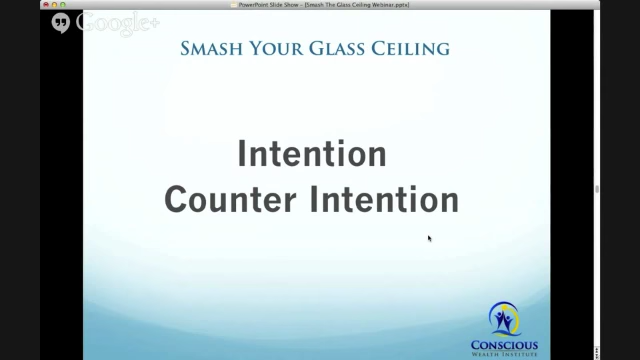 PowerPoint Slide Show - [Smash The Glass Ceiling Webinar.pptx]
Google+
SMASH YOUR GLASS CEILING
Intention
Counter Intention
CONSCIOUS
WEALTH INSTITUTE